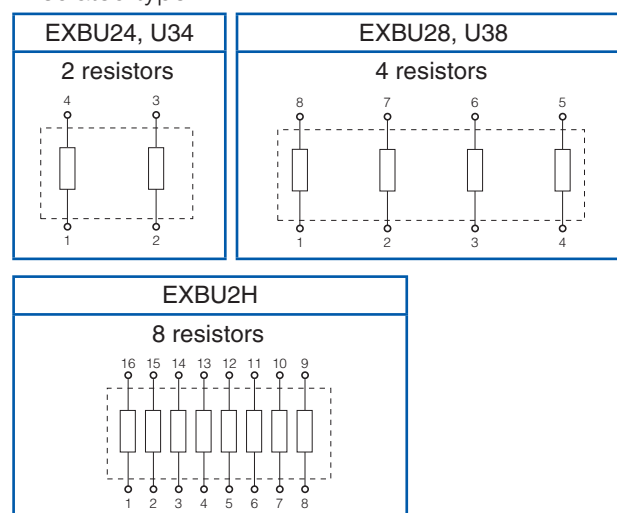 EXBU24, U34
2 resistors
4 3
1 2
EXBU28, U38
4 resistors
8 7 6 5
1 2 3 4
EXBU2H
8 resistors
16 15 14 13 12 11 10 9
1 2 3 4 5 6 7 8